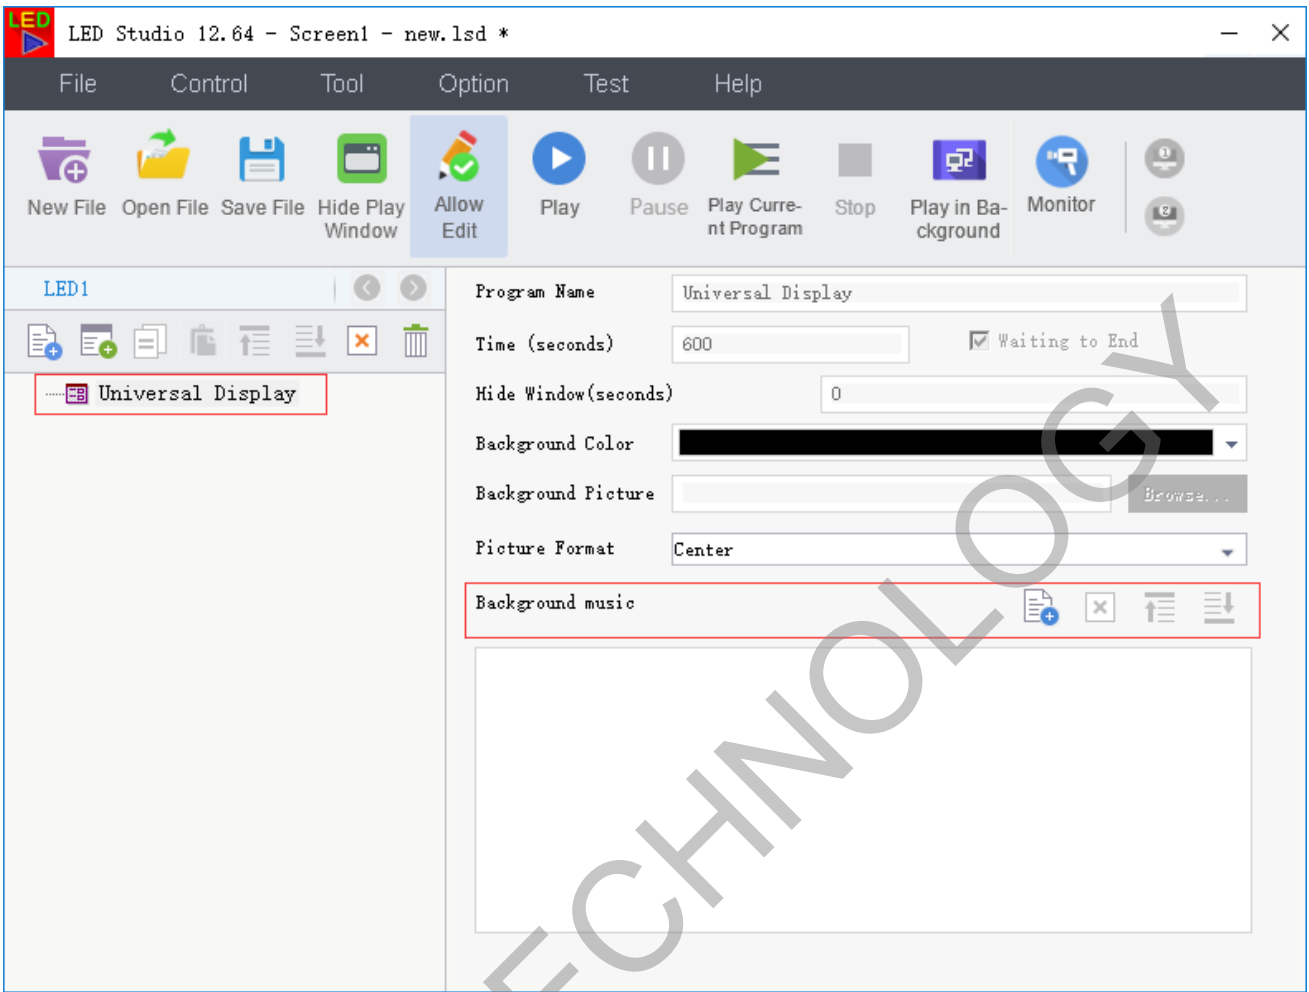 LED
LED Studio 12.64 - Screen1 - new.lsd *
File Control Tool Option Test Help
New File Open File Save File Hide Play Window Allow Edit Play Pause Play Curre-nt Program Stop Play in Ba-ckground Monitor
1
2
LED1
Universal Display
Program Name Universal Display
Time (seconds) 600 Waiting to End
Hide Window(seconds) 0
Background Color
Background Picture Browse...
Picture Format Center
Background music
ECHNOLOGY